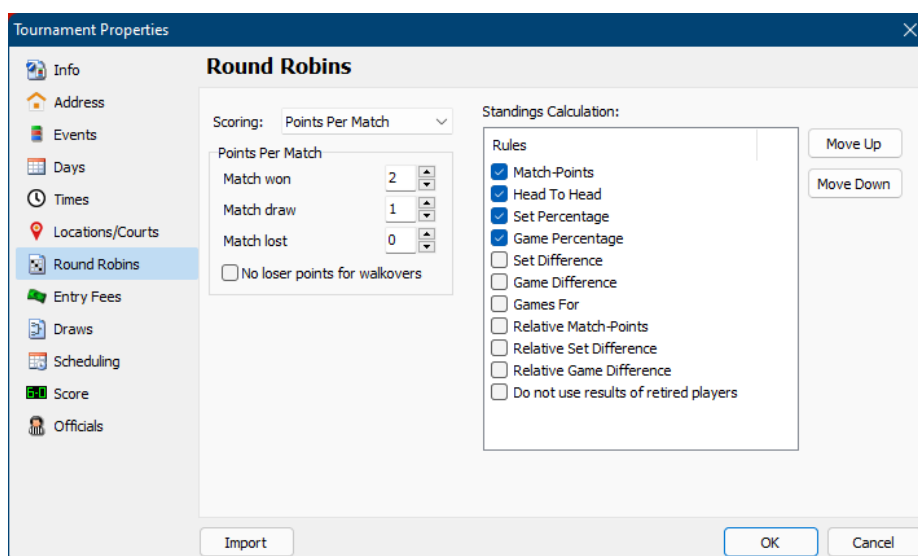 Tournament Properties
Info
Address
Events
Days
Times
Locations/Courts
Round Robins
Entry Fees
Draws
Scheduling
6-0 Score
Officials
Round Robins
Scoring: Points Per Match
Points Per Match
Match won 2
Match draw 1
Match lost 0
No loser points for walkovers
Standings Calculation:
Rules
Match-Points
Head To Head
Set Percentage
Game Percentage
Set Difference
Game Difference
Games For
Relative Match-Points
Relative Set Difference
Relative Game Difference
Do not use results of retired players
Move Up
Move Down
Import
OK
Cancel